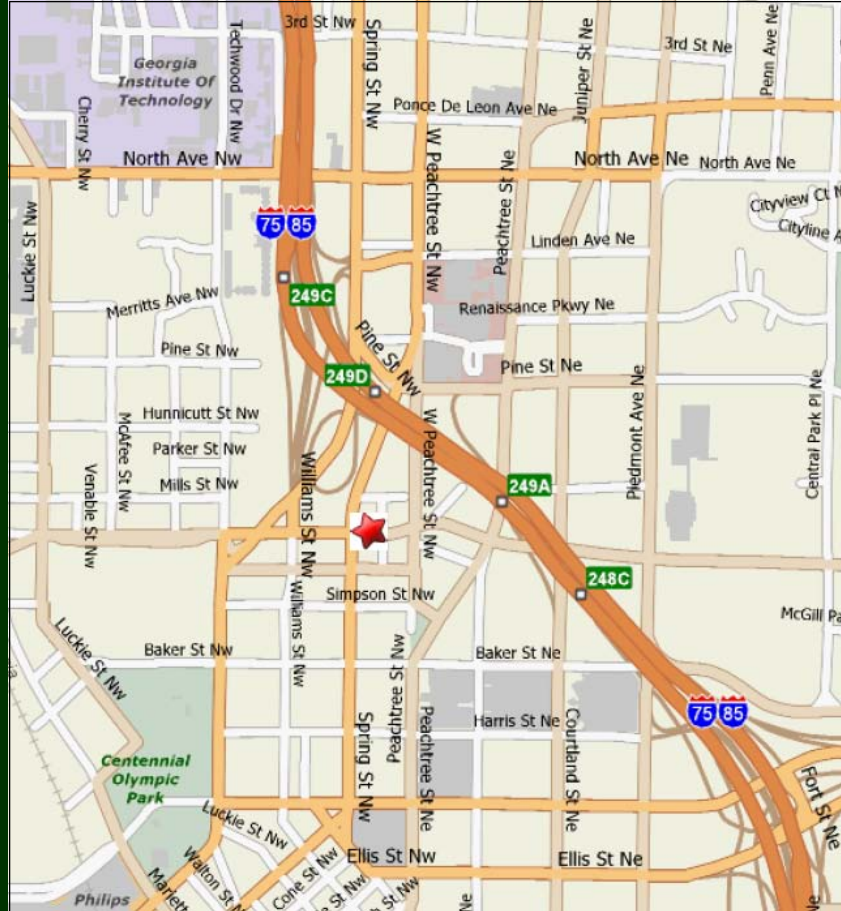 3rd St Nw
Techwood Dr Nw
Spring St Nw
Juniper St Ne
3rd St Ne
Penn Ave Ne
Georgia
Institute Of
Technology
Cherry St Nw
Ponce De Leon Ave Ne
W Peachtree St Nw
North Ave Nw
Peachtree St Ne
North Ave Ne
North Ave Ne
Cityview Ct
Cityline
Luckie St Nw
75 85
Linden Ave Ne
249C
Merritts Ave Nw
Renaissance Pkwy Ne
Pine St Nw
Pine St Nw
249D
Pine St Ne
Piedmont Ave Ne
Central Park Pl Ne
Hunnicutt St Nw
McAfee St Nw
Parker St Nw
W Peachtree St Nw
Venable St Nw
Mills St Nw
Williams St Nw
249A
248C
Williams St Nw
Simpson St Nw
McGill
Luckie St Nw
Baker St Nw
Peachtree St Nw
Baker St Ne
75 85
Spring St Nw
Peachtree St Ne
Harris St Ne
Courtland St Ne
Centennial
Olympic
Park
Fort St Ne
Luckie St Nw
Ellis St Nw
Ellis St Ne
Walton St
Cone St Nw
Philips